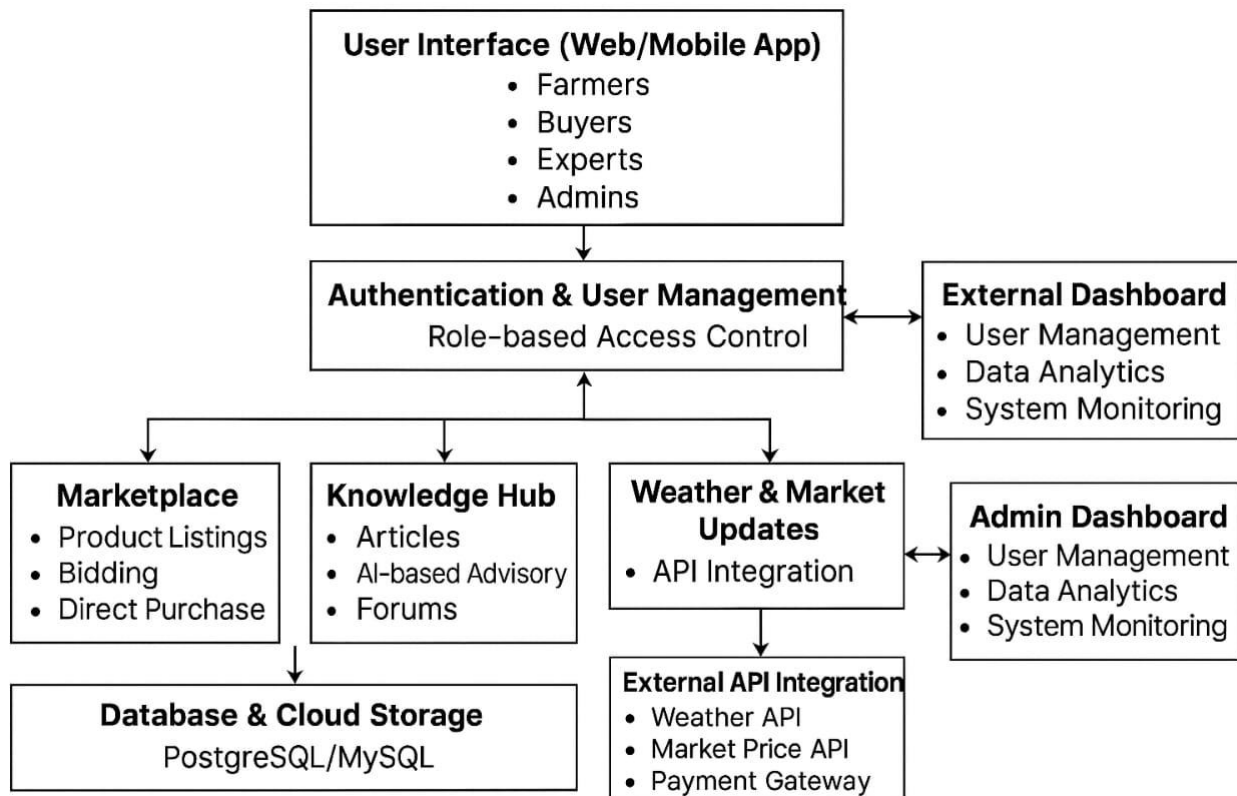 User Interface (Web/Mobile App)
• Farmers
• Buyers
• Experts
• Admins
Authentication & User Management
Role-based Access Control
External Dashboard
• User Management
• Data Analytics
• System Monitoring
Marketplace
• Product Listings
• Bidding
• Direct Purchase
Knowledge Hub
• Articles
• AI-based Advisory
• Forums
Weather & Market
Updates
• API Integration
Admin Dashboard
• User Management
• Data Analytics
• System Monitoring
Database & Cloud Storage
PostgreSQL/MySQL
External API Integration
• Weather API
• Market Price API
• Payment Gateway